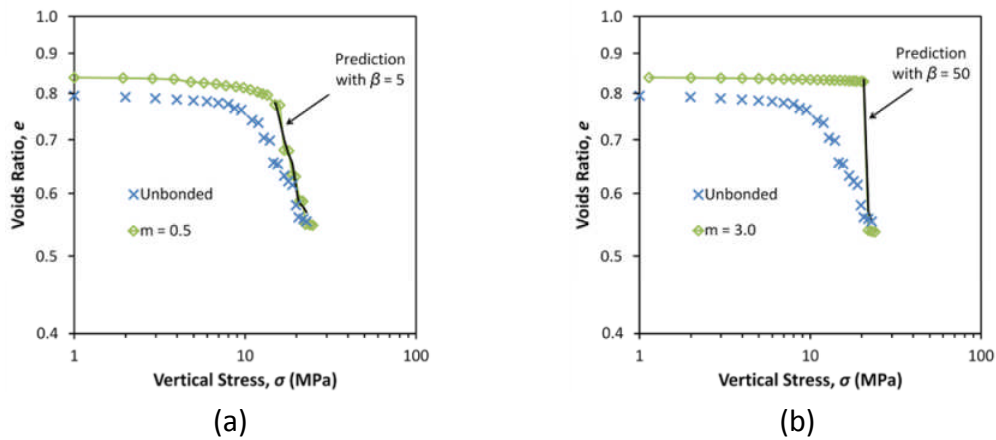 1.0
0.9
0.8
0.7
0.6
0.5
0.4
Voids Ratio, e
Prediction
with β = 5
Unbonded
m = 0.5
1
10
100
Vertical Stress, σ (MPa)
(a)
1.0
0.9
0.8
0.7
0.6
0.5
0.4
Voids Ratio, e
Prediction
with β = 50
Unbonded
m = 3.0
1
10
100
Vertical Stress, σ (MPa)
(b)